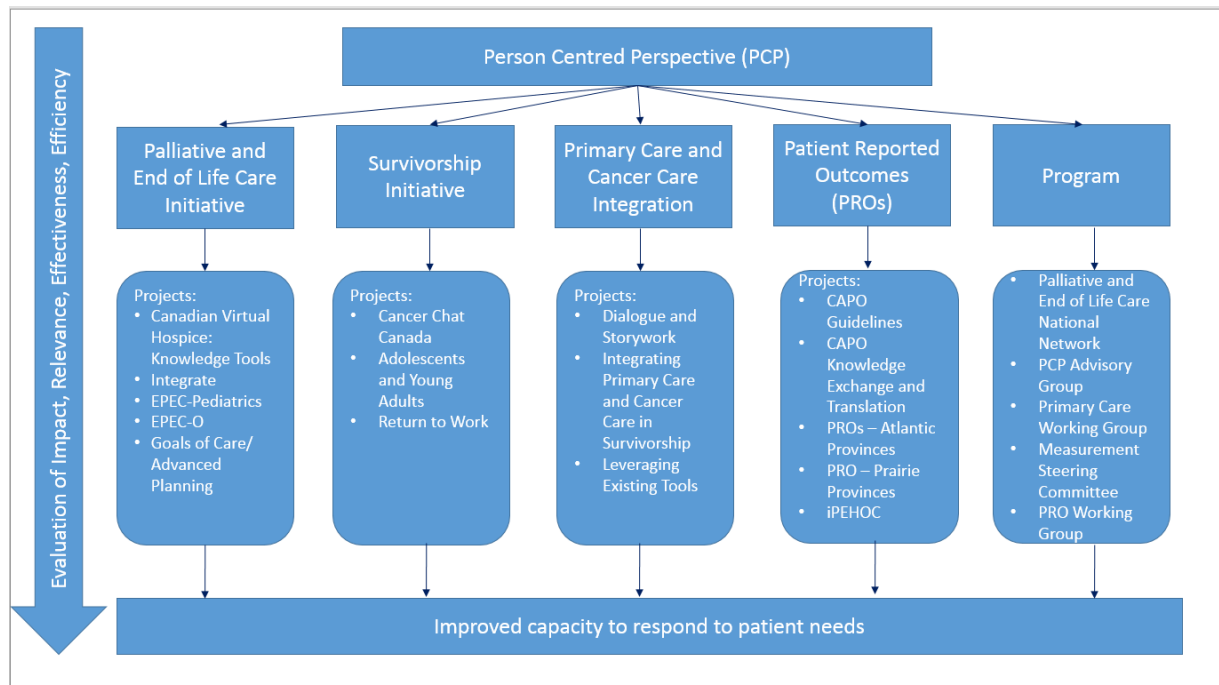 Evaluation of Impact, Relevance, Effectiveness, Efficiency
Person Centred Perspective (PCP)
Palliative and
End of Life Care
Initiative
Survivorship
Initiative
Primary Care and
Cancer Care
Integration
Patient Reported
Outcomes
(PROs)
Program
Projects:
• Canadian Virtual
Hospice:
Knowledge Tools
• Integrate
• EPEC-Pediatrics
• EPEC-O
• Goals of Care/
Advanced
Planning
Projects:
• Cancer Chat
Canada
• Adolescents
and Young
Adults
• Return to Work
Projects:
• Dialogue and
Storywork
• Integrating
Primary Care
and Cancer
Care in
Survivorship
• Leveraging
Existing Tools
Projects:
• CAPO
Guidelines
• CAPO
Knowledge
Exchange and
Translation
• PROs – Atlantic
Provinces
• PRO – Prairie
Provinces
• iPEHOC
• Palliative and
End of Life Care
National
Network
• PCP Advisory
Group
• Primary Care
Working Group
• Measurement
Steering
Committee
• PRO Working
Group
Improved capacity to respond to patient needs